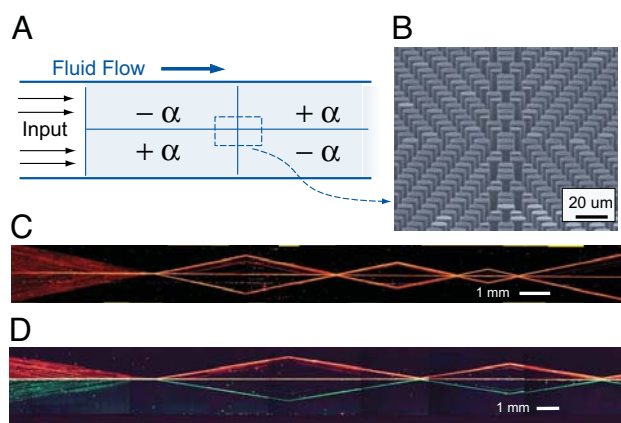 A
B
Fluid Flow
Input
− α
+ α
+ α
− α
20 um
C
1 mm
D
1 mm